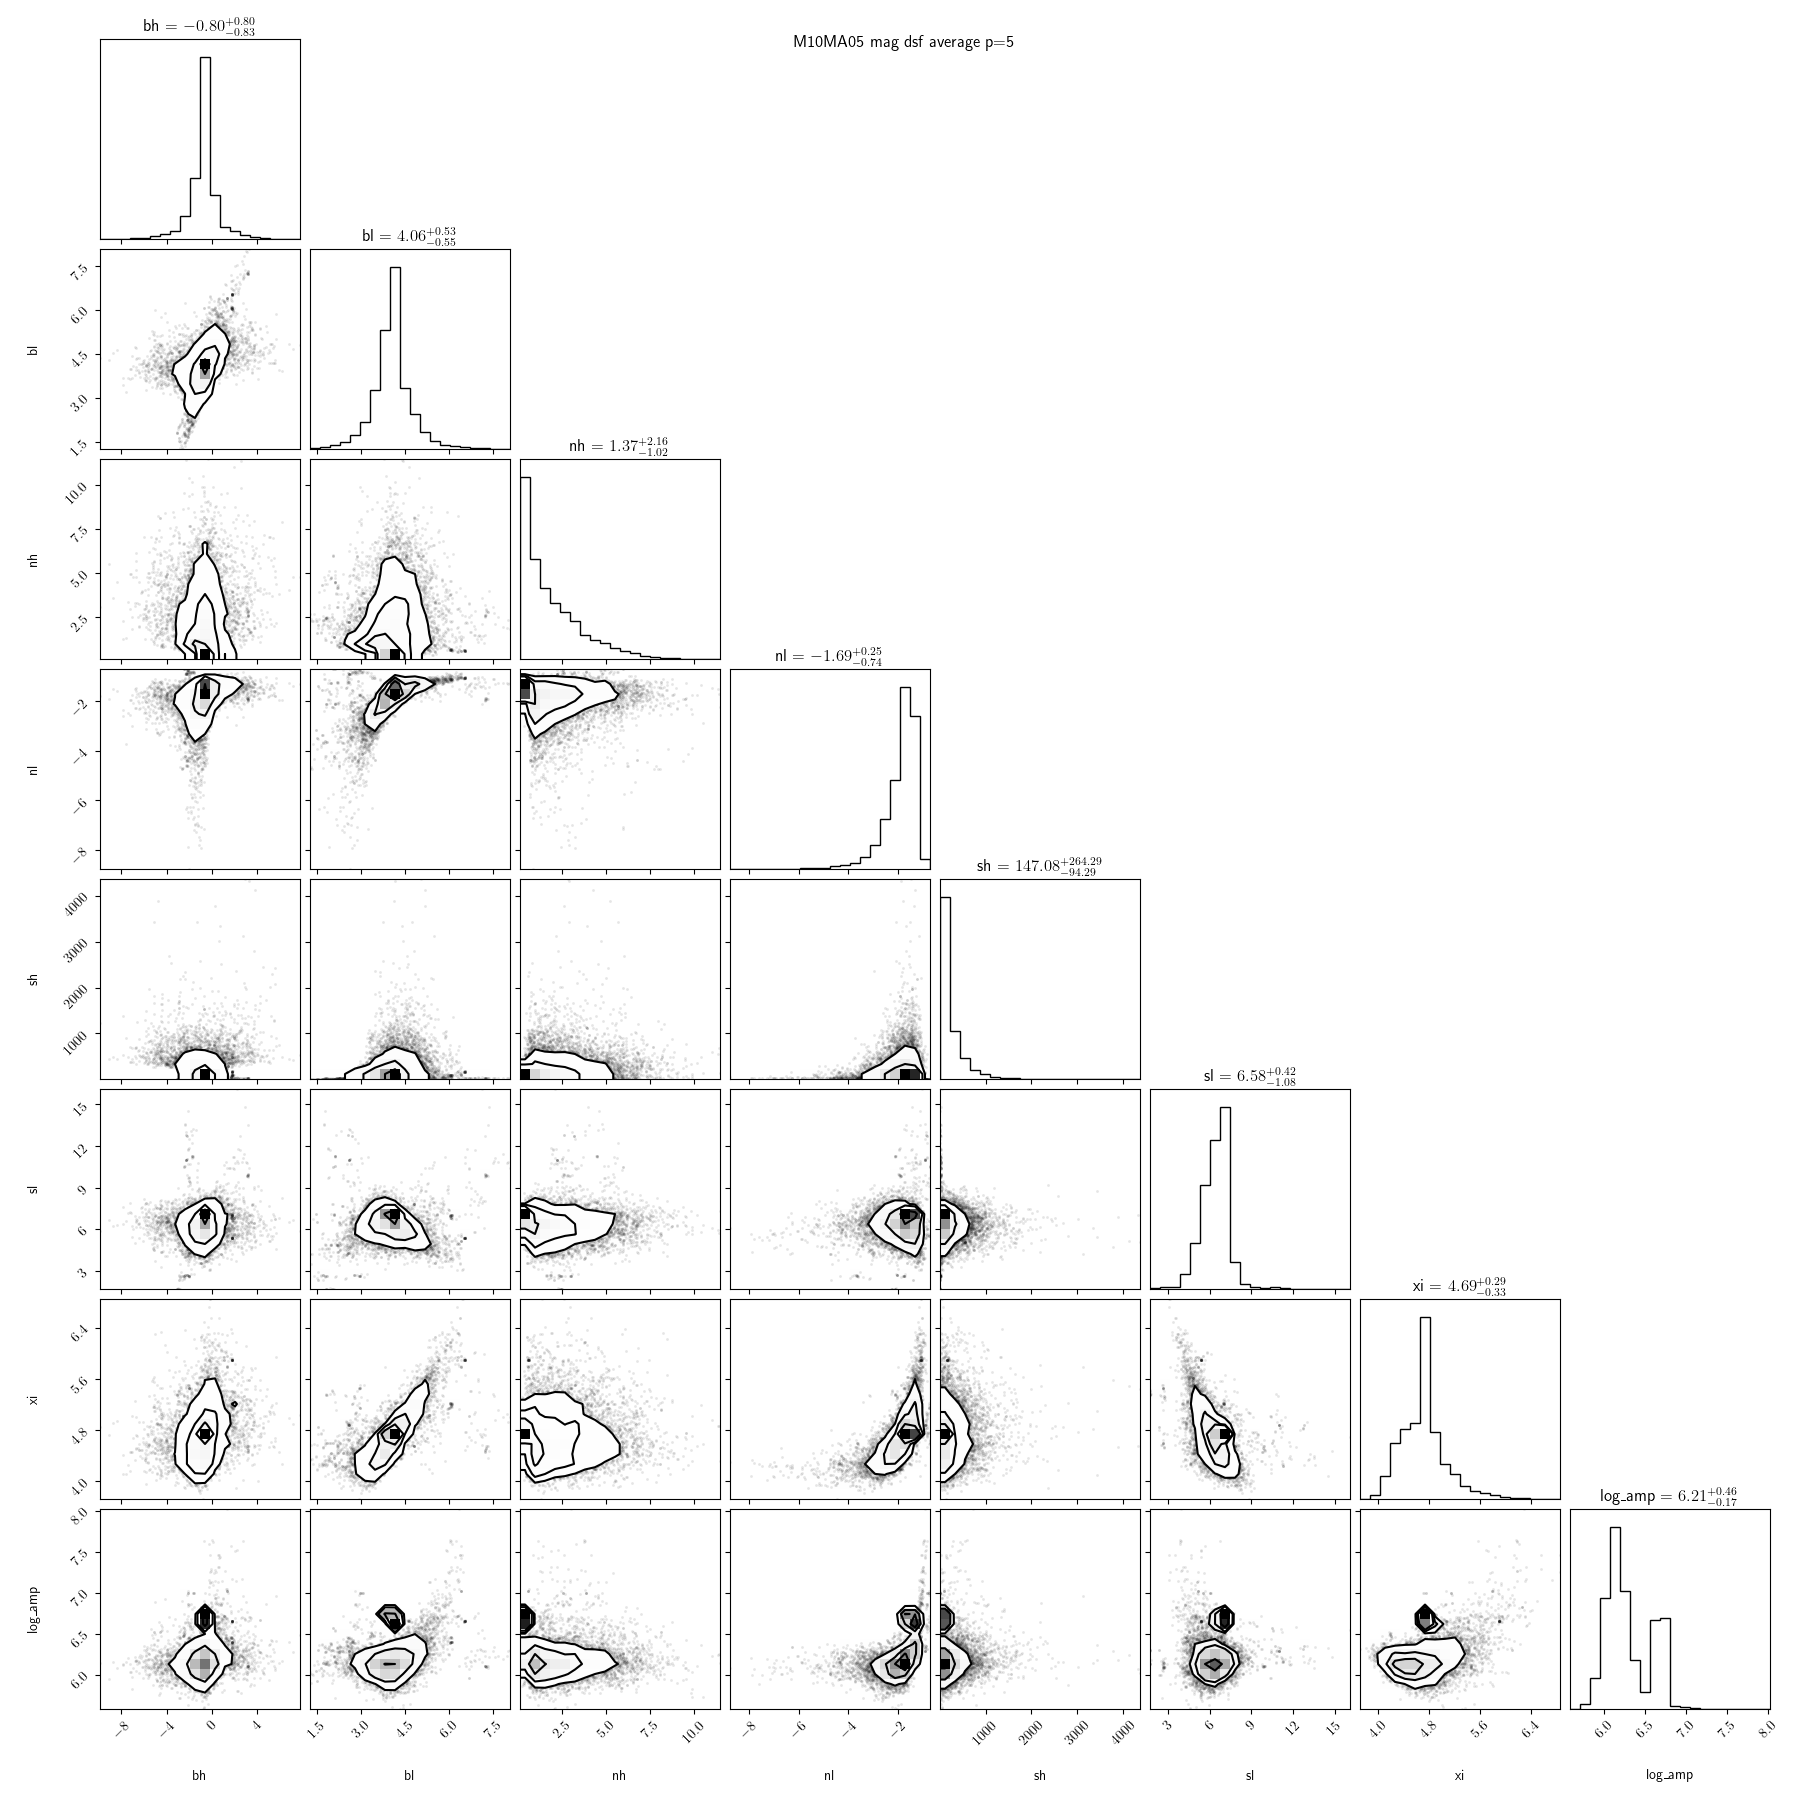 M10MA05 mag dsf average p=5
bh = −0.80+0.80−0.83
bl = 4.06+0.53−0.55
7.5
6.0
4.5
3.0
1.5
bl
nh = 1.37+2.16−1.02
10.0
7.5
5.0
2.5
nh
nl = −1.69+0.25−0.74
−2
−4
−6
−8
nl
sh = 147.08+264.29−94.29
4000
3000
2000
1000
sh
sl = 6.58+0.42−1.08
15
12
9
6
3
sl
xi = 4.69+0.29−0.33
6.4
5.6
4.8
4.0
xi
log_amp = 6.21+0.46−0.17
8.0
7.5
7.0
6.5
6.0
log_amp
−8 −4 0 4 1.5 3.0 4.5 6.0 7.5 2.5 5.0 7.5 10.0 −8 −6 −4 −2 1000 2000 3000 4000 3 6 9 12 15 4.0 4.8 5.6 6.4 6.0 6.5 7.0 7.5 8.0
bh bl nh nl sh sl xi log_amp